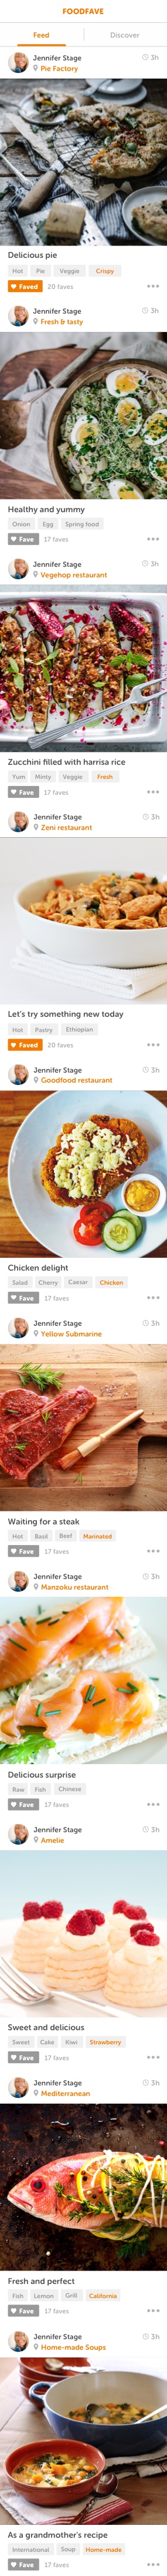 FOODFAVE
Feed Discover
Jennifer Stage 3h
Pie Factory
Delicious pie
Hot Pie Veggie Crispy
Faved 20 faves
Jennifer Stage 3h
Fresh & tasty
Healthy and yummy
Onion Egg Spring food
Fave 17 faves
Jennifer Stage 3h
Vegehop restaurant
Zucchini filled with harrisa rice
Yum Minty Veggie Fresh
Fave 17 faves
Jennifer Stage 3h
Zeni restaurant
Let's try something new today
Hot Pastry Ethiopian
Faved 20 faves
Jennifer Stage 3h
Goodfood restaurant
Chicken delight
Salad Cherry Caesar Chicken
Fave 17 faves
Jennifer Stage 3h
Yellow Submarine
Waiting for a steak
Hot Basil Beef Marinated
Fave 17 faves
Jennifer Stage 3h
Manzoku restaurant
Delicious surprise
Raw Fish Chinese
Fave 17 faves
Jennifer Stage 3h
Amelie
Sweet and delicious
Sweet Cake Kiwi Strawberry
Fave 17 faves
Jennifer Stage 3h
Mediterranean
Fresh and perfect
Fish Lemon Grill California
Fave 17 faves
Jennifer Stage 3h
Home-made Soups
As a grandmother's recipe
International Soup Home-made
Fave 17 faves